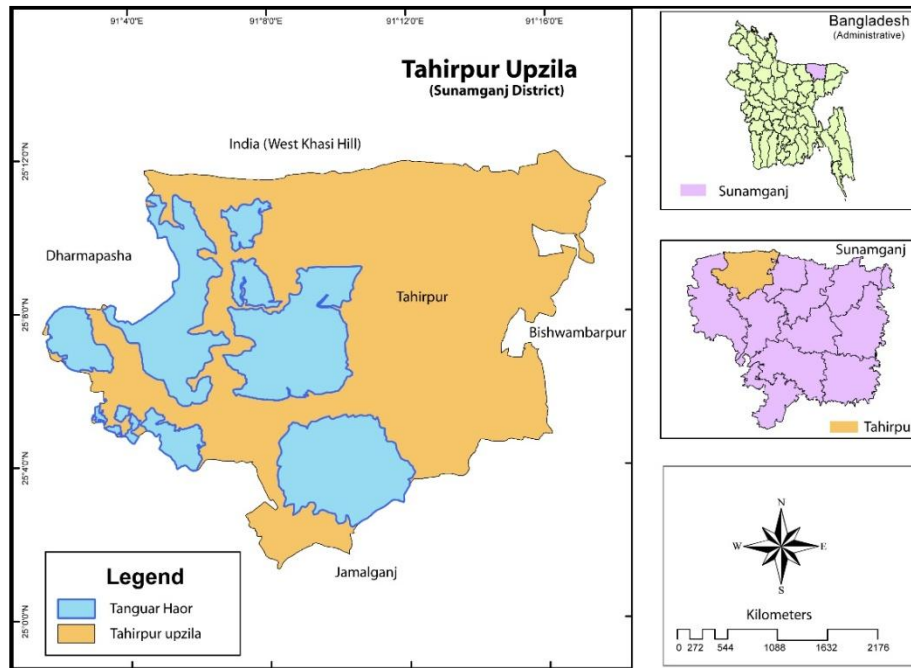 91°4'0"E 91°8'0"E 91°12'0"E 91°16'0"E
Tahirpur Upzila
(Sunamganj District)
India (West Khasi Hill)
25°12'0"N
Dharmapasha
Tahirpur
25°8'0"N
Bishwambarpur
25°4'0"N
Jamalganj
25°0'0"N
Legend
Tanguar Haor
Tahirpur upzila
Bangladesh
(Administrative)
Sunamganj
Sunamganj
Tahirpur
N
W E
S
Kilometers
0 272 544 1088 1632 2176